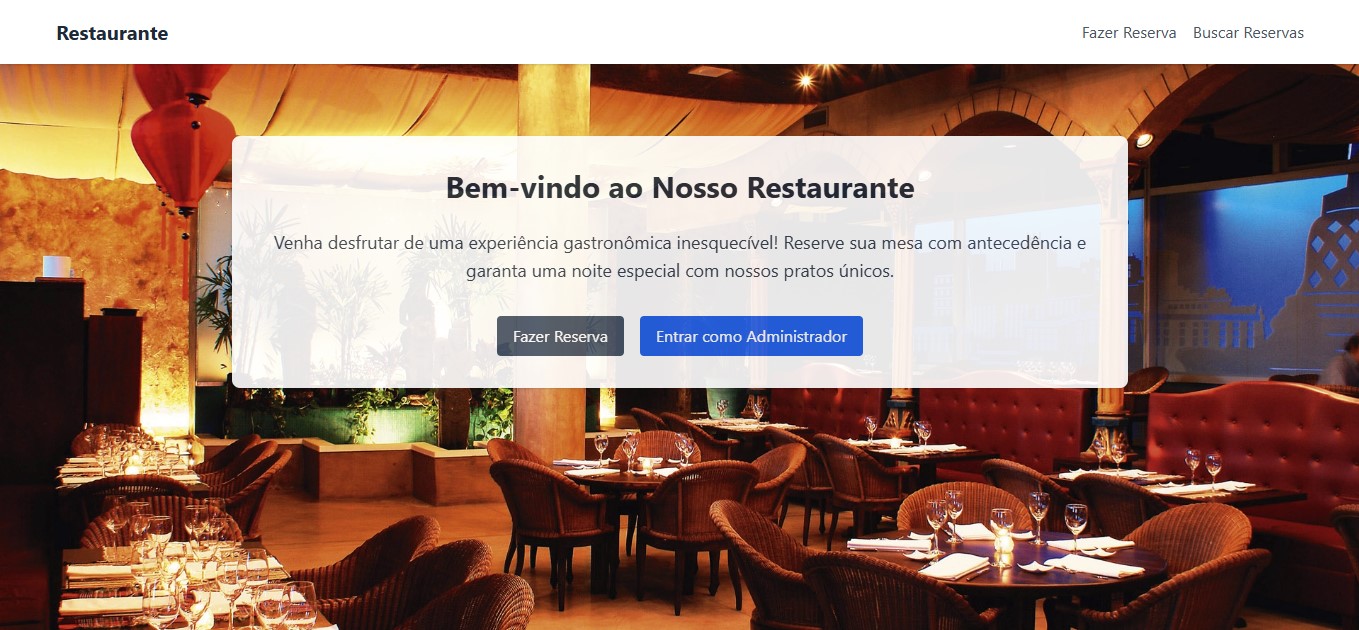 Restaurante
Fazer Reserva
Buscar Reservas
Bem-vindo ao Nosso Restaurante
Venha desfrutar de uma experiência gastronômica inesquecível! Reserve sua mesa com antecedência e
garanta uma noite especial com nossos pratos únicos.
Fazer Reserva
Entrar como Administrador